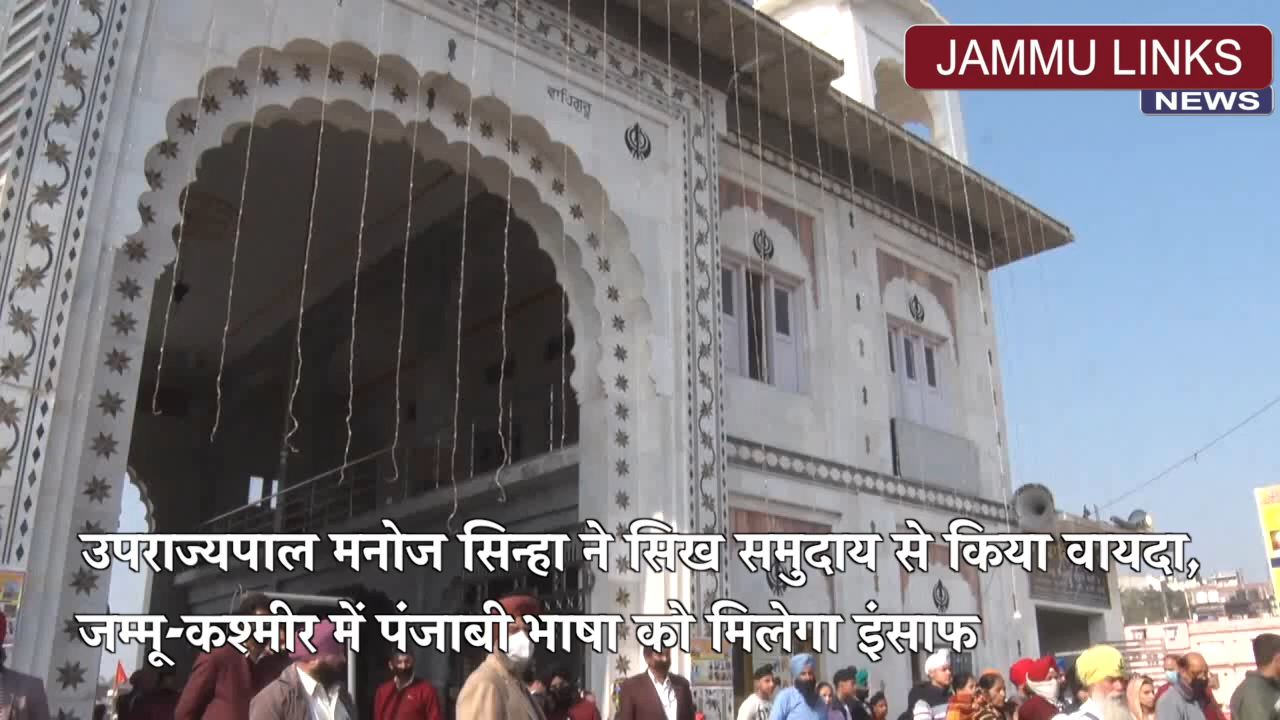 JAMMU LINKS
NEWS
ਵਾਹਿਗੁਰੂ
उपराज्यपाल मनोज सिन्हा ने सिख समुदाय से किया वायदा,
जम्मू-कश्मीर में पंजाबी भाषा को मिलेगा इंसाफ